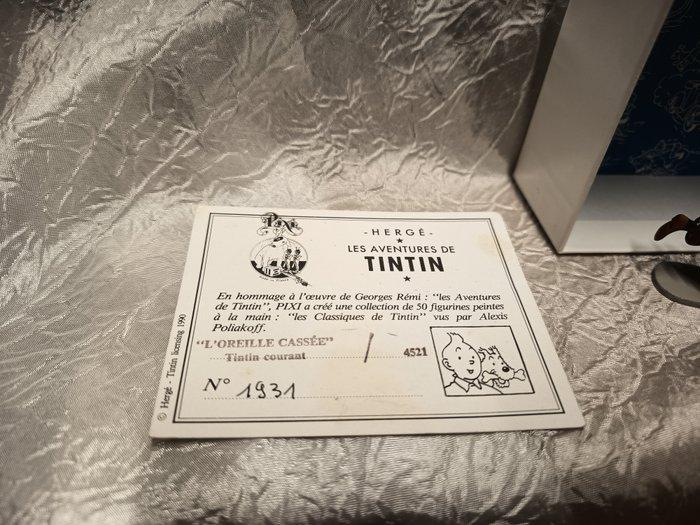 PIXI
-HERGÉ-
LES AVENTURES DE
TINTIN
En hommage à l'œuvre de Georges Rémi : "les Aventures
de Tintin", PIXI a créé une collection de 50 figurines peintes
à la main : "les Classiques de Tintin" vus par Alexis
Poliakoff.
"L'OREILLE CASSÉE"
Tintin courant / 4521
N° 1931
© Hergé - Tintin licensing 1990